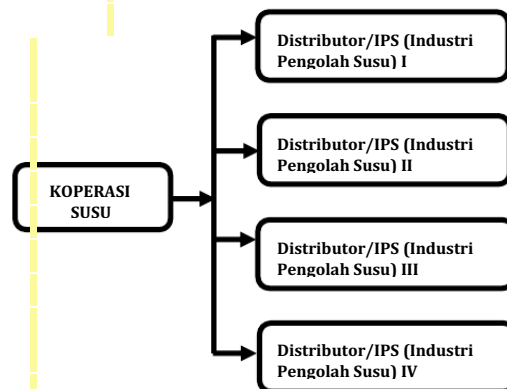 Distributor/IPS (Industri
Pengolah Susu) I
Distributor/IPS (Industri
Pengolah Susu) II
KOPERASI
SUSU
Distributor/IPS (Industri
Pengolah Susu) III
Distributor/IPS (Industri
Pengolah Susu) IV